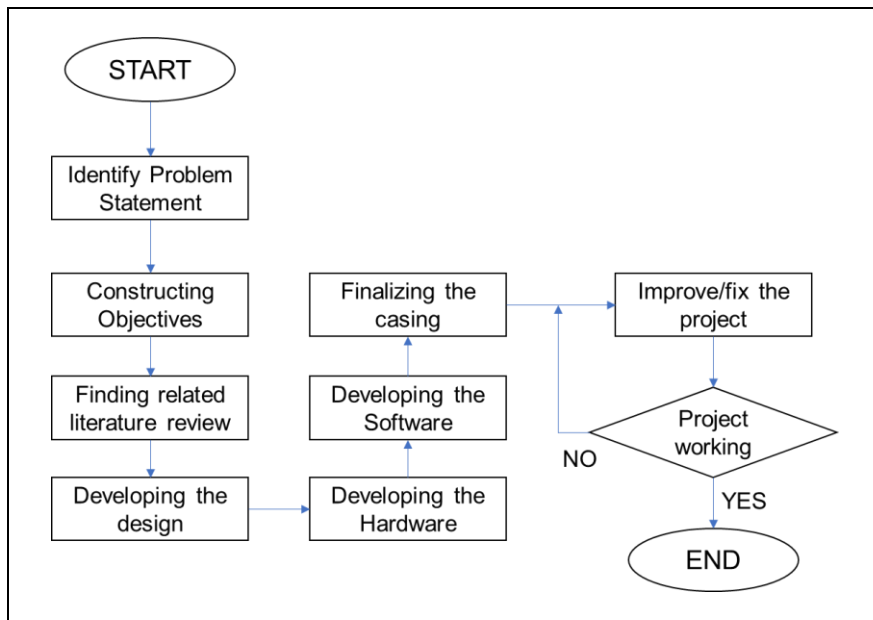 START
Identify Problem
Statement
Constructing
Objectives
Finding related
literature review
Developing the
design
Developing the
Hardware
Developing the
Software
Finalizing the
casing
Improve/fix the
project
Project
working
NO
YES
END